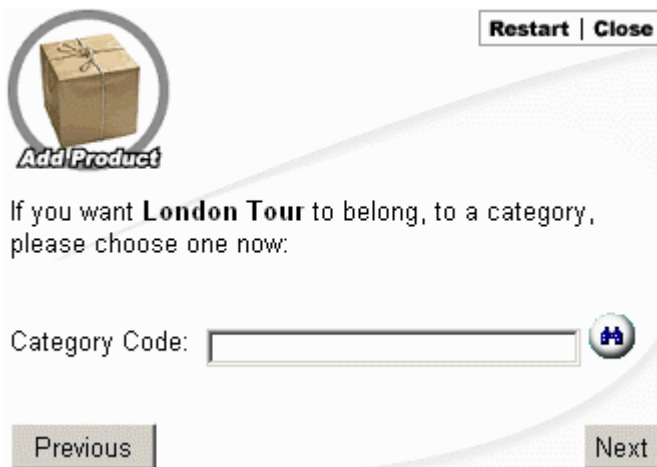 Restart | Close
Add Product
If you want London Tour to belong, to a category,
please choose one now:
Category Code:
Previous
Next